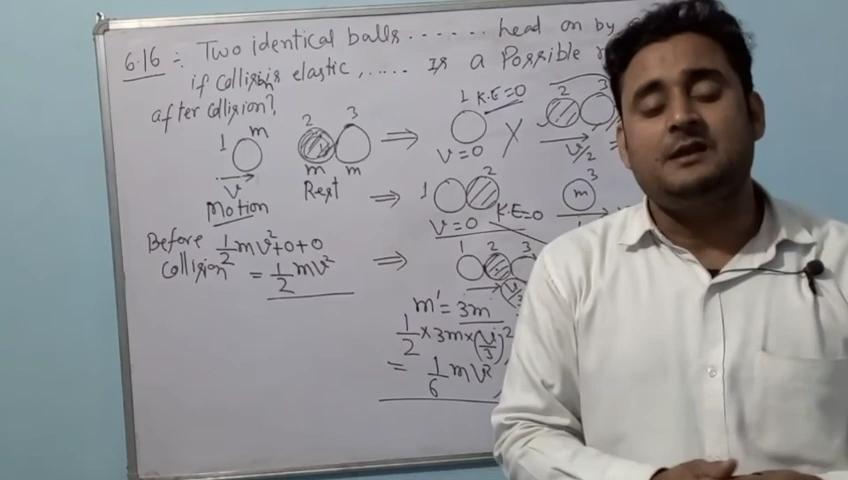 6.16 :- Two identical balls ...... head on by
if collision elastic, ..... Is a Possible
after collision?
1 m 2 3
m m
v Rest
Motion
Before 1/2 mv²+0+0
Collision = 1/2 mv²
⇒ 1 K.E=0 2 3
v=0 X v/2
⇒ 1 2 3
m
v=0 K.E=0
⇒ 1 2 3
v/3
m' = 3m
1/2 × 3m × (v/3)²
= 1/6 mv²